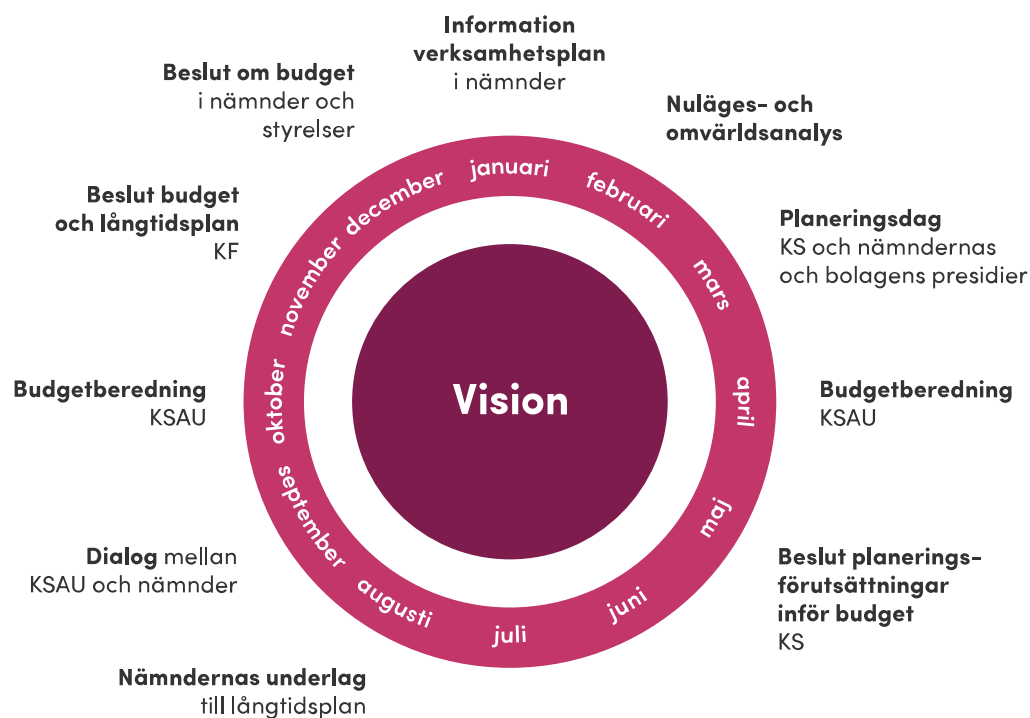 Information
verksamhetsplan
i nämnder
Nuläges- och
omvärldsanalys
Planeringsdag
KS och nämndernas
och bolagens presidier
Budgetberedning
KSAU
Beslut planerings-
förutsättningar
inför budget
KS
Nämndernas underlag
till långtidsplan
Dialog mellan
KSAU och nämnder
Budgetberedning
KSAU
Beslut budget
och långtidsplan
KF
Beslut om budget
i nämnder och
styrelser
januari
februari
mars
april
maj
juni
juli
augusti
september
oktober
november
december
Vision